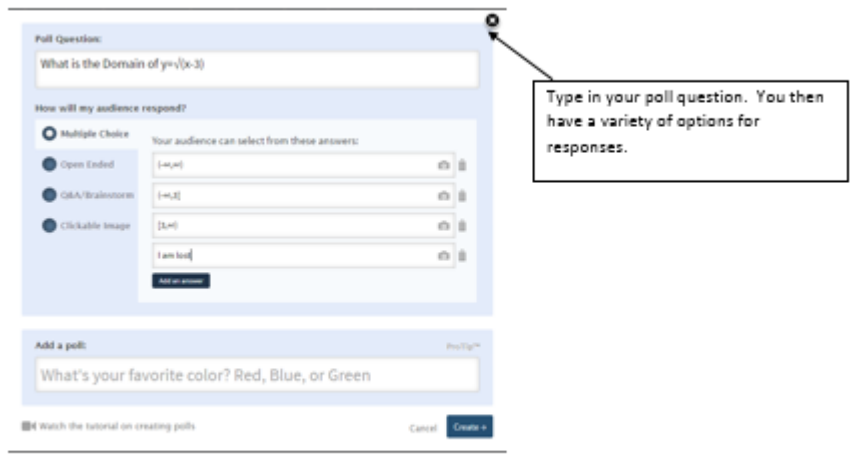 Poll Question:
What is the Domain of y=√(x-3)
How will my audience respond?
Multiple Choice
Your audience can select from these answers:
Open Ended
(-∞,∞)
Q&A/Brainstorm
(-∞,3]
Clickable Image
[3,∞)
I am lost
Add an answer
Add a poll:
ProTip™
What's your favorite color? Red, Blue, or Green
Watch the tutorial on creating polls
Cancel
Create +
Type in your poll question. You then
have a variety of options for
responses.